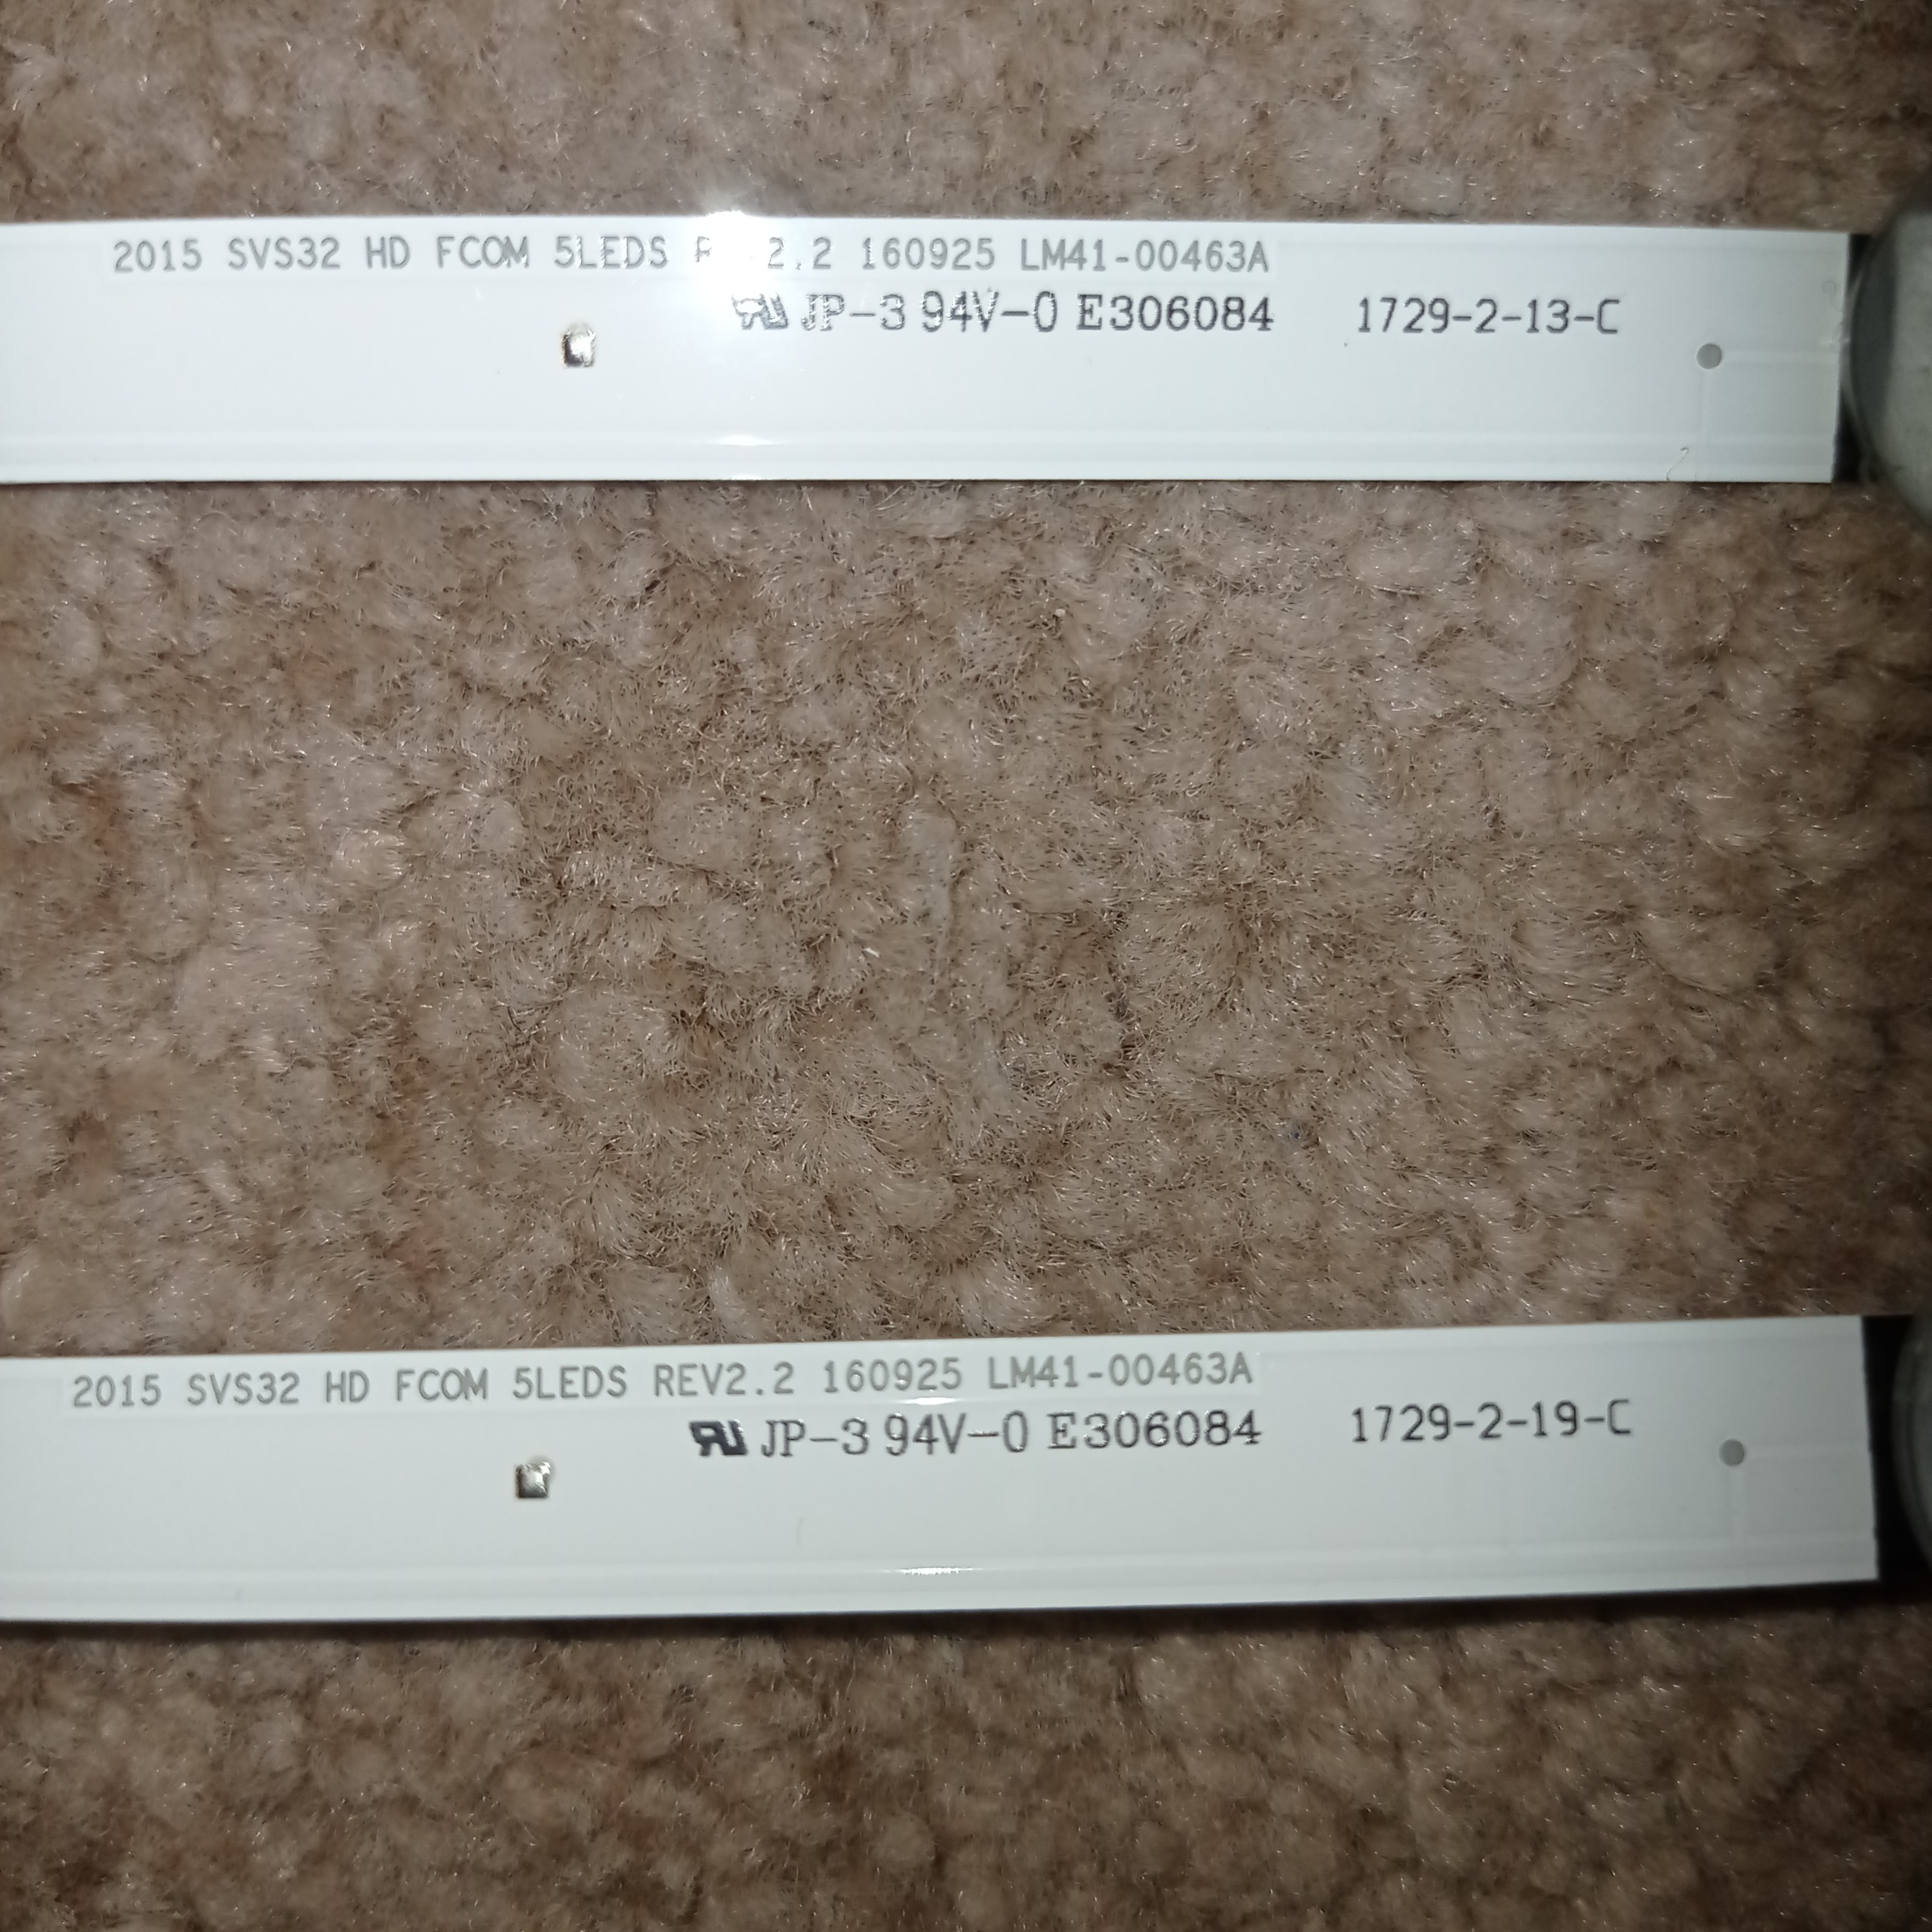 2015 SVS32 HD FCOM 5LEDS 2.2 160925 LM41-00463A
JP-3 94V-0 E306084 1729-2-13-C
2015 SVS32 HD FCOM 5LEDS REV2.2 160925 LM41-00463A
JP-3 94V-0 E306084 1729-2-19-C